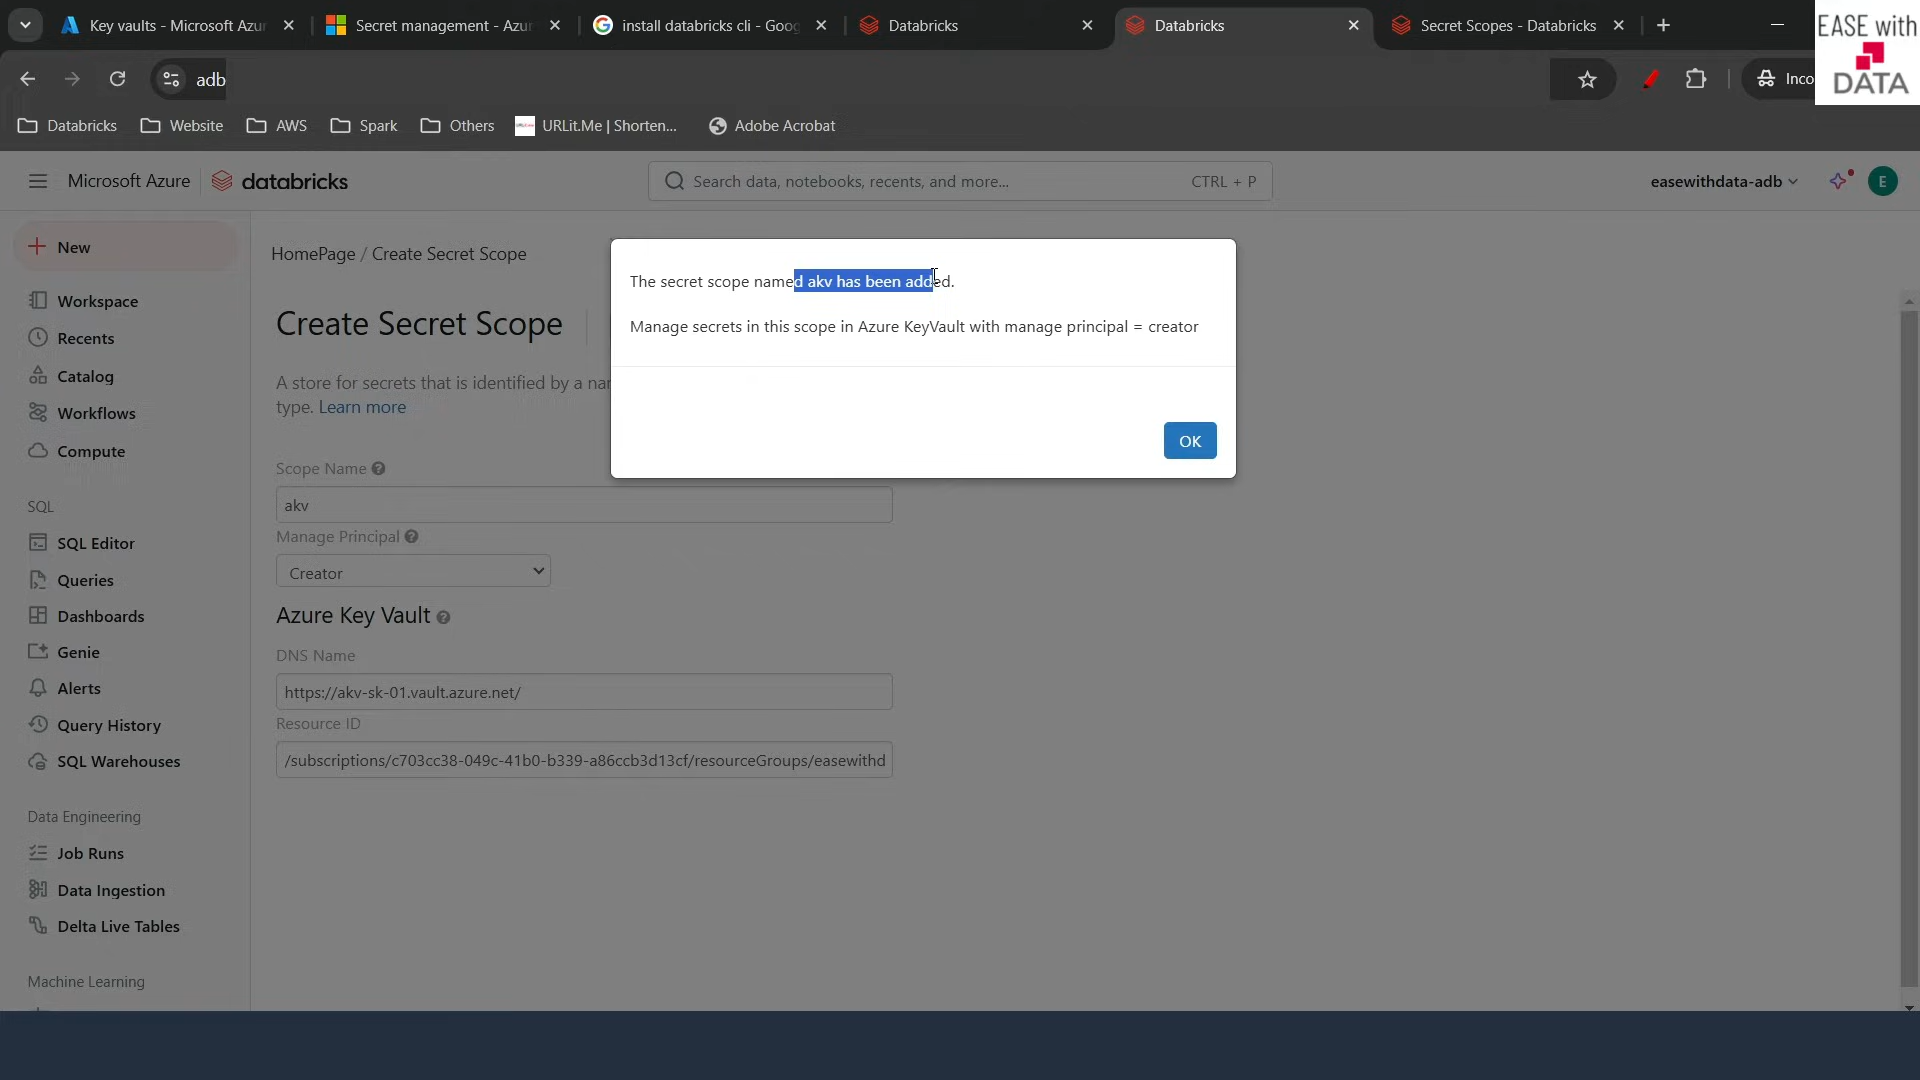 Key vaults - Microsoft Azur
Secret management - Azur
install databricks cli - Goog
Databricks
Databricks
Secret Scopes - Databricks
EASE with
DATA
adb
Inco
Databricks
Website
AWS
Spark
Others
URLit.Me | Shorten...
Adobe Acrobat
Microsoft Azure
databricks
Search data, notebooks, recents, and more...
CTRL + P
easewithdata-adb
E
New
Workspace
Recents
Catalog
Workflows
Compute
SQL
SQL Editor
Queries
Dashboards
Genie
Alerts
Query History
SQL Warehouses
Data Engineering
Job Runs
Data Ingestion
Delta Live Tables
Machine Learning
HomePage / Create Secret Scope
Create Secret Scope
A store for secrets that is identified by a nam
type. Learn more
Scope Name
akv
Manage Principal
Creator
Azure Key Vault
DNS Name
https://akv-sk-01.vault.azure.net/
Resource ID
/subscriptions/c703cc38-049c-41b0-b339-a86ccb3d13cf/resourceGroups/easewithd
The secret scope named akv has been added.
Manage secrets in this scope in Azure KeyVault with manage principal = creator
OK